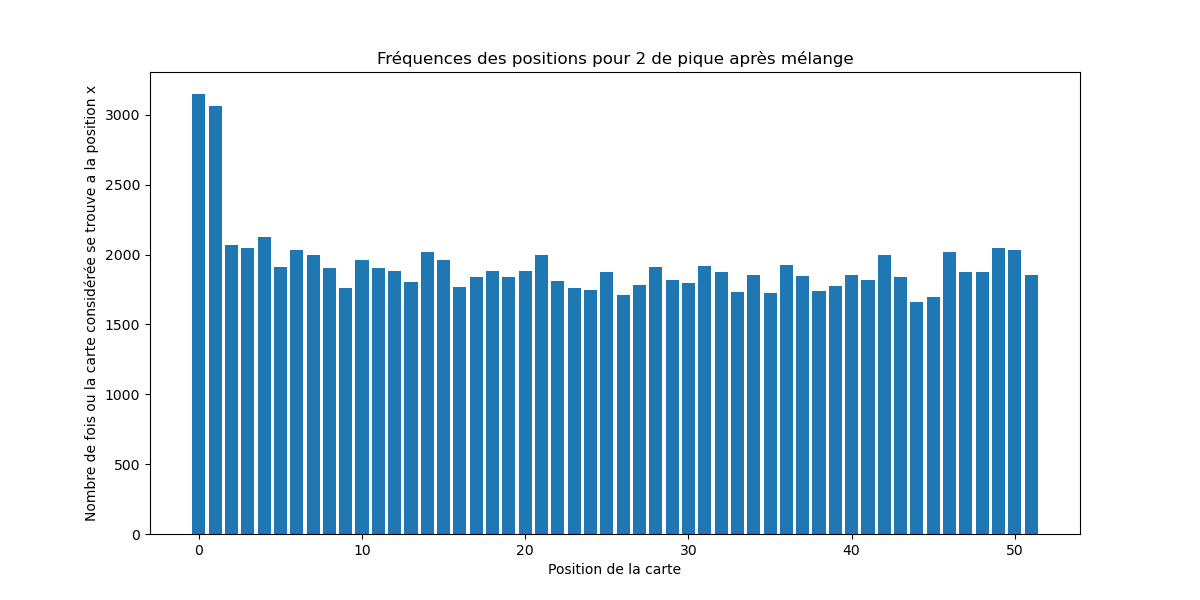 Fréquences des positions pour 2 de pique après mélange
Nombre de fois ou la carte considérée se trouve a la position x
3000
2500
2000
1500
1000
500
0
0 10 20 30 40 50
Position de la carte